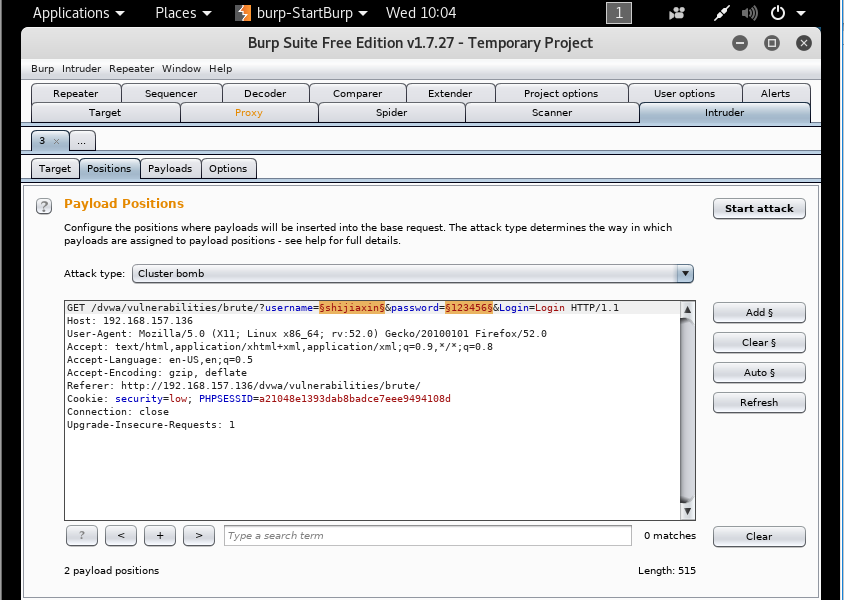 Applications Places burp-StartBurp Wed 10:04 1
Burp Suite Free Edition v1.7.27 - Temporary Project
Burp Intruder Repeater Window Help
Repeater Sequencer Decoder Comparer Extender Project options User options Alerts
Target Proxy Spider Scanner Intruder
3 × ...
Target Positions Payloads Options
? Payload Positions Start attack
Configure the positions where payloads will be inserted into the base request. The attack type determines the way in which
payloads are assigned to payload positions - see help for full details.
Attack type: Cluster bomb
GET /dvwa/vulnerabilities/brute/?username=§shijiaxin§&password=§123456§&Login=Login HTTP/1.1
Host: 192.168.157.136
User-Agent: Mozilla/5.0 (X11; Linux x86_64; rv:52.0) Gecko/20100101 Firefox/52.0
Accept: text/html,application/xhtml+xml,application/xml;q=0.9,*/*;q=0.8
Accept-Language: en-US,en;q=0.5
Accept-Encoding: gzip, deflate
Referer: http://192.168.157.136/dvwa/vulnerabilities/brute/
Cookie: security=low; PHPSESSID=a21048e1393dab8badce7eee9494108d
Connection: close
Upgrade-Insecure-Requests: 1
Add §
Clear §
Auto §
Refresh
? < + > Type a search term 0 matches Clear
2 payload positions Length: 515